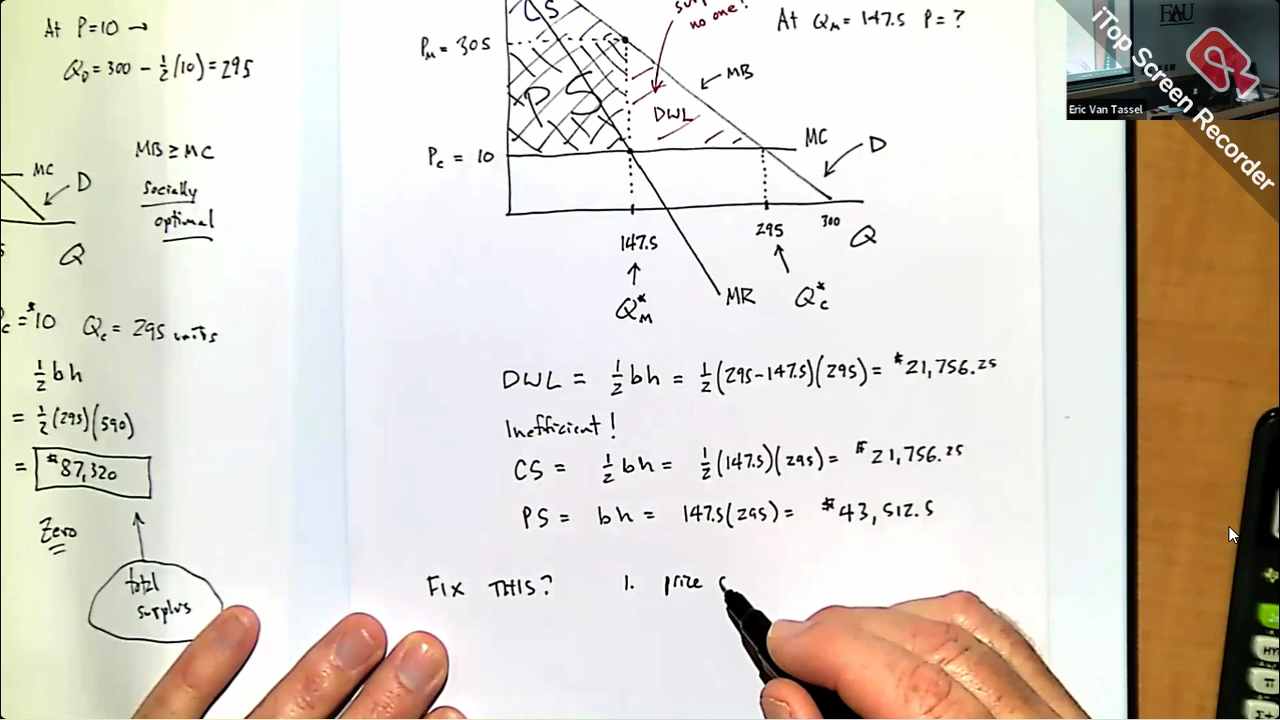 At P=10 →
Q_D = 300 - 1/2(10) = 295
MB ≥ MC
Socially
optimal
MC
D
Q
P_c = $10 Q_c = 295 units
1/2 bh
= 1/2(295)(590)
= $87,320
Zero
total
surplus
CS
no one?
At Q_M = 147.5 P = ?
P_M = 305
MB
PS
DWL
P_c = 10
MC
D
147.5
295
300
Q
Q*_M
MR
Q*_C
DWL = 1/2 bh = 1/2(295-147.5)(295) = $21,756.25
Inefficient!
CS = 1/2 bh = 1/2(147.5)(295) = $21,756.25
PS = bh = 147.5(295) = $43,512.5
FIX THIS? 1. price
FAU
Eric Van Tassel
iTop Screen Recorder